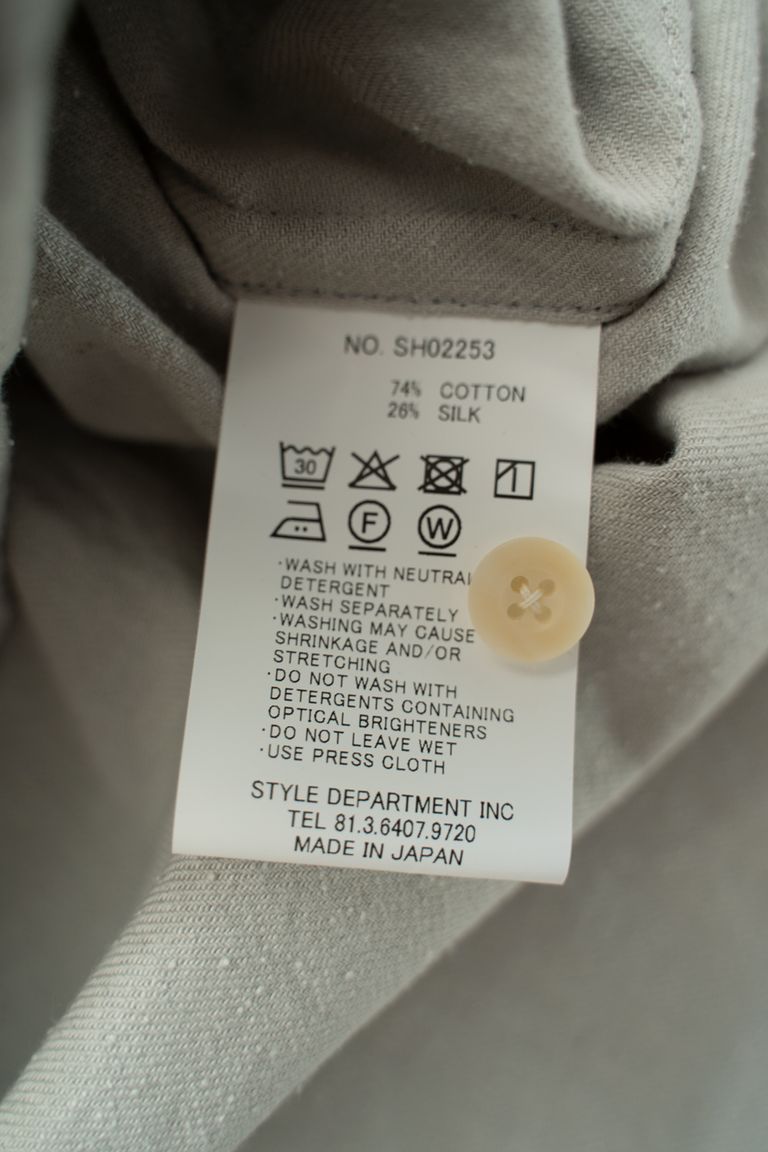 NO. SH02253
74% COTTON
26% SILK
30
F W
·WASH WITH NEUTRAL
DETERGENT
·WASH SEPARATELY
·WASHING MAY CAUSE
SHRINKAGE AND/OR
STRETCHING
·DO NOT WASH WITH
DETERGENTS CONTAINING
OPTICAL BRIGHTENERS
·DO NOT LEAVE WET
·USE PRESS CLOTH
STYLE DEPARTMENT INC
TEL 81.3.6407.9720
MADE IN JAPAN